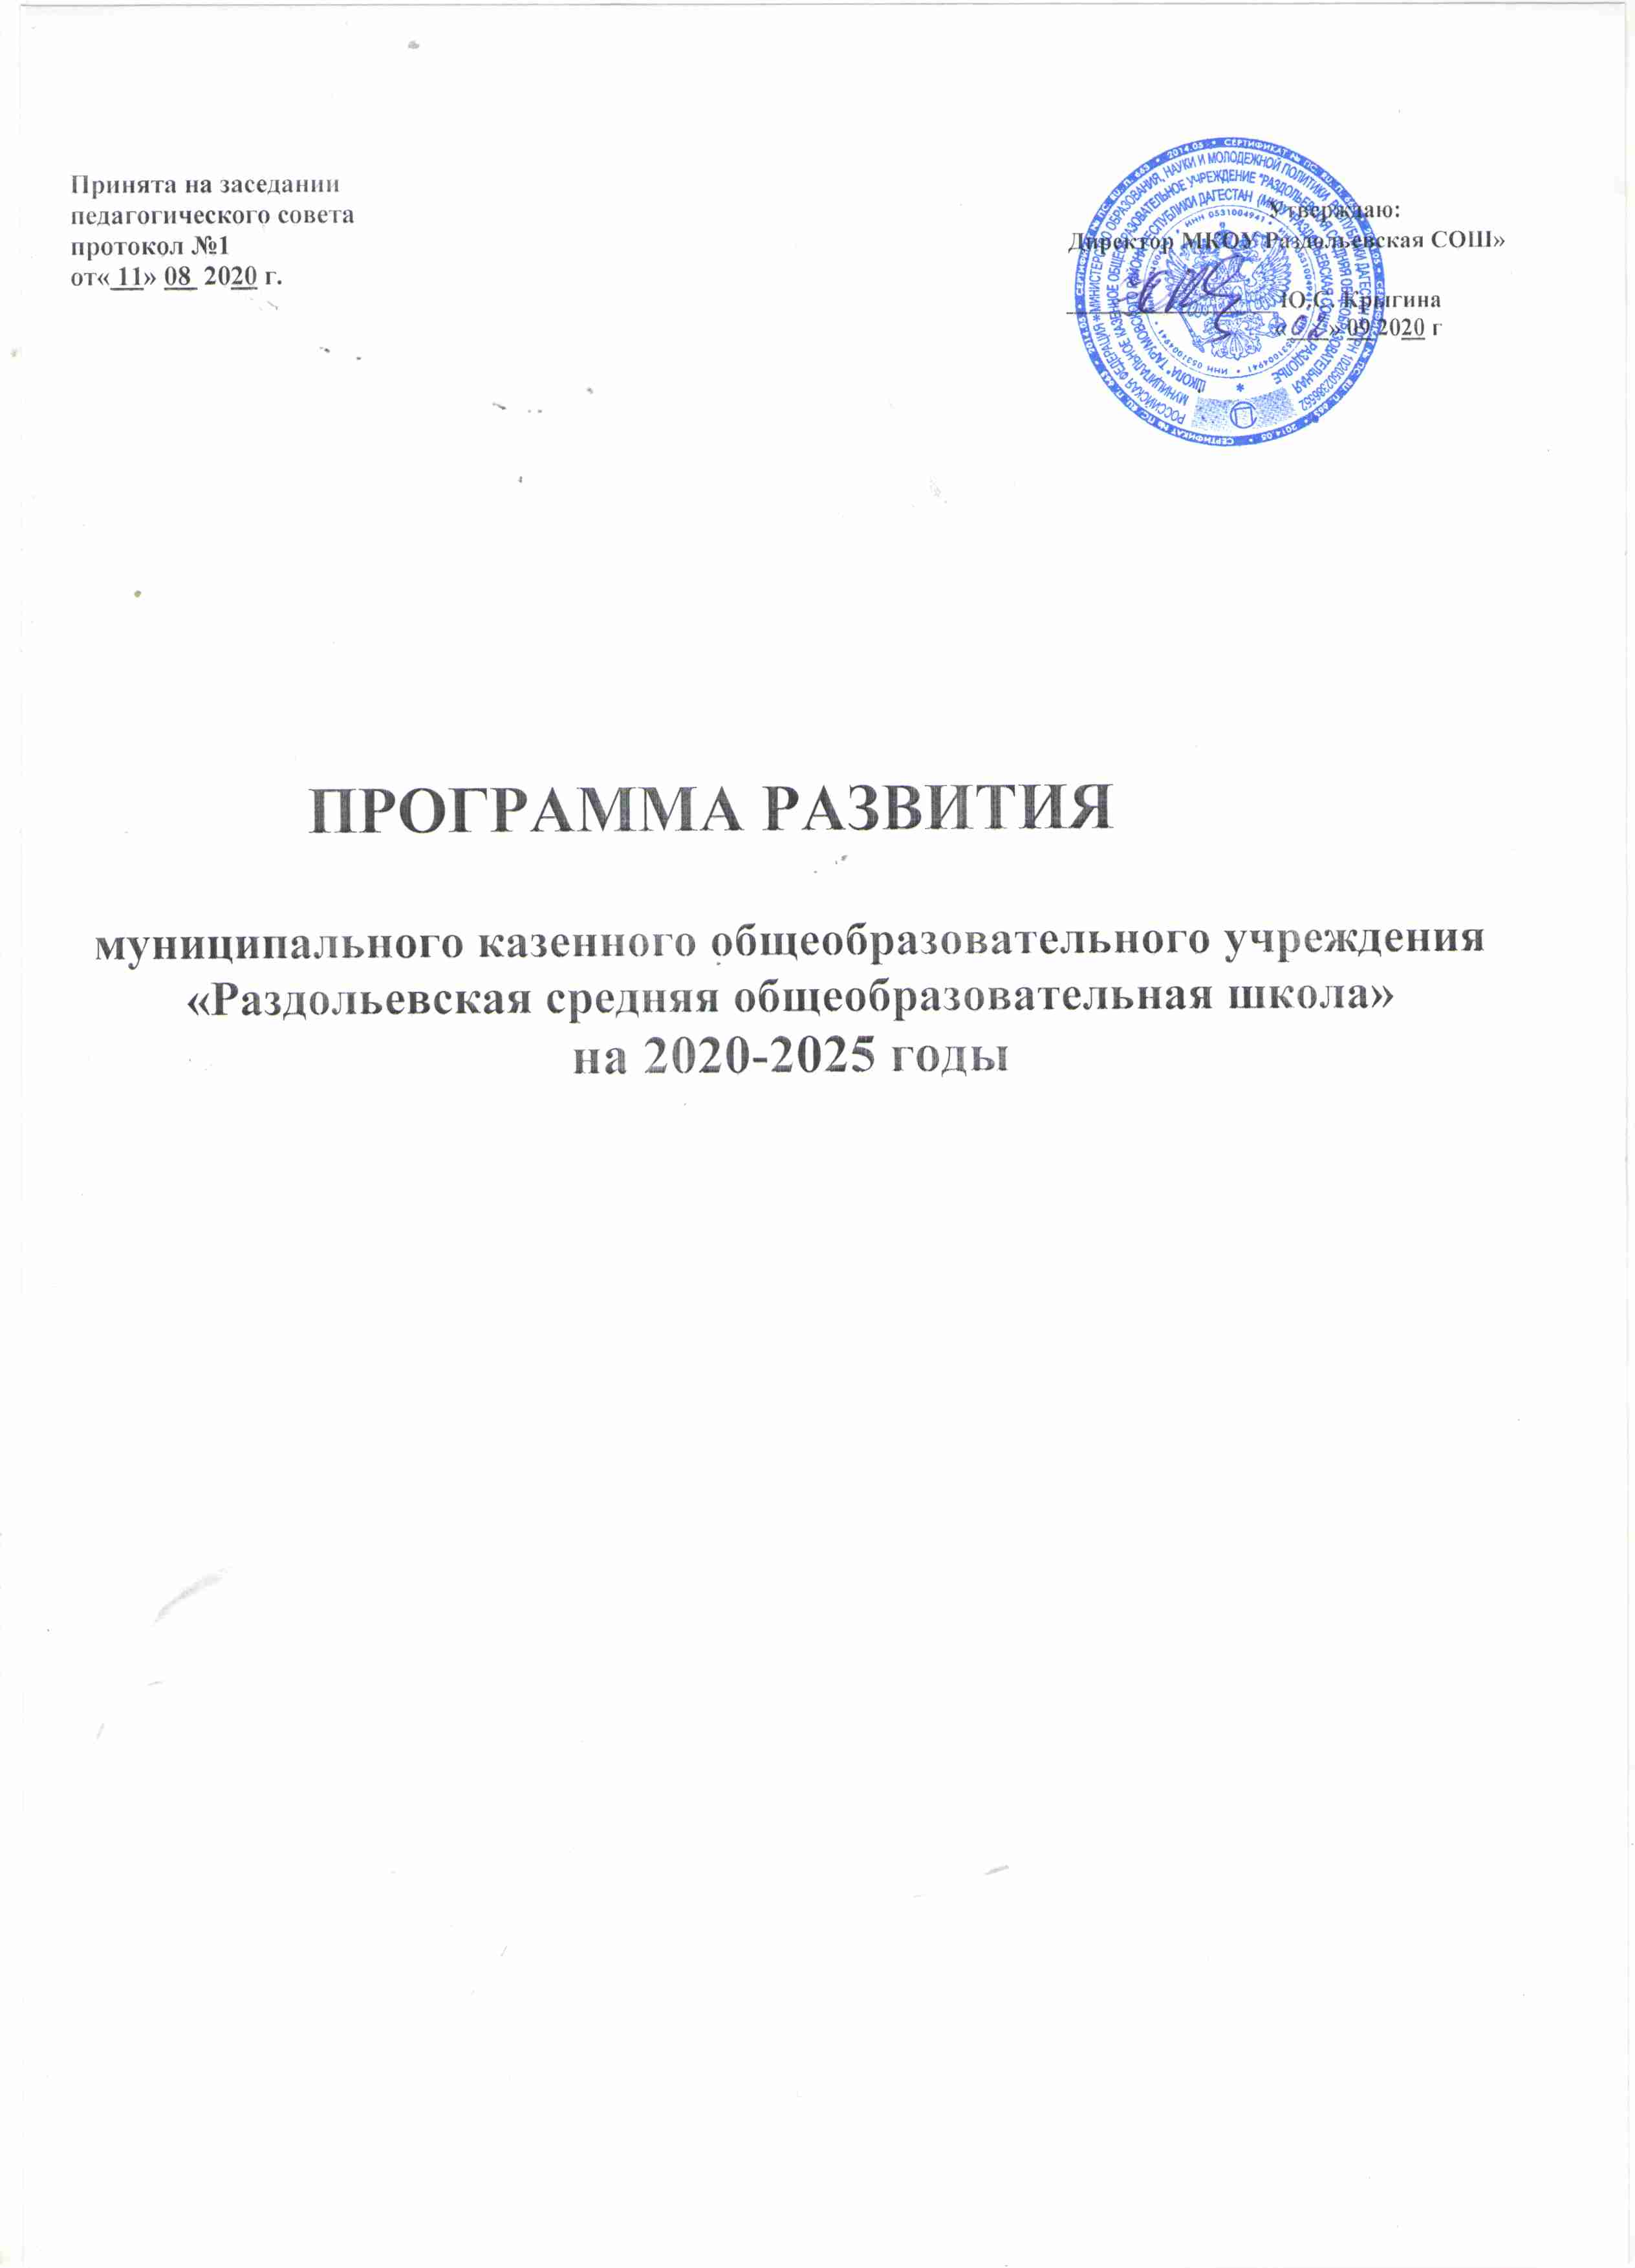 Принята на заседании
педагогического совета
протокол №1
от« 11» 08 2020 г.
Утверждаю:
Директор МКОУ Раздольевская СОШ»
Ю.С. Крыгина
« » 09 2020 г
ПРОГРАММА РАЗВИТИЯ
муниципального казенного общеобразовательного учреждения
«Раздольевская средняя общеобразовательная школа»
на 2020-2025 годы